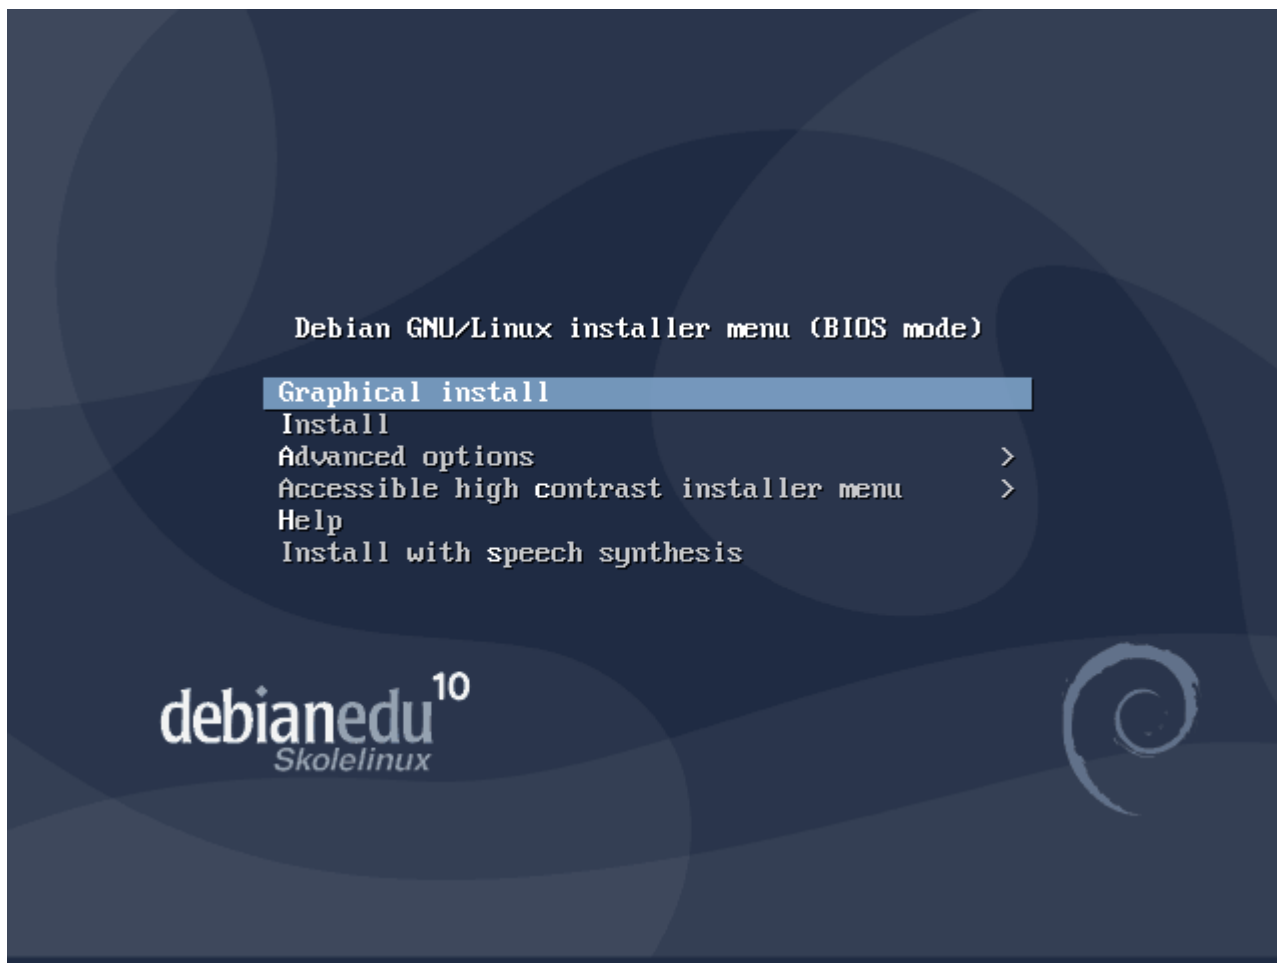 Debian GNU/Linux installer menu (BIOS mode)
Graphical install
Install
Advanced options >
Accessible high contrast installer menu >
Help
Install with speech synthesis
debianedu 10
Skolelinux